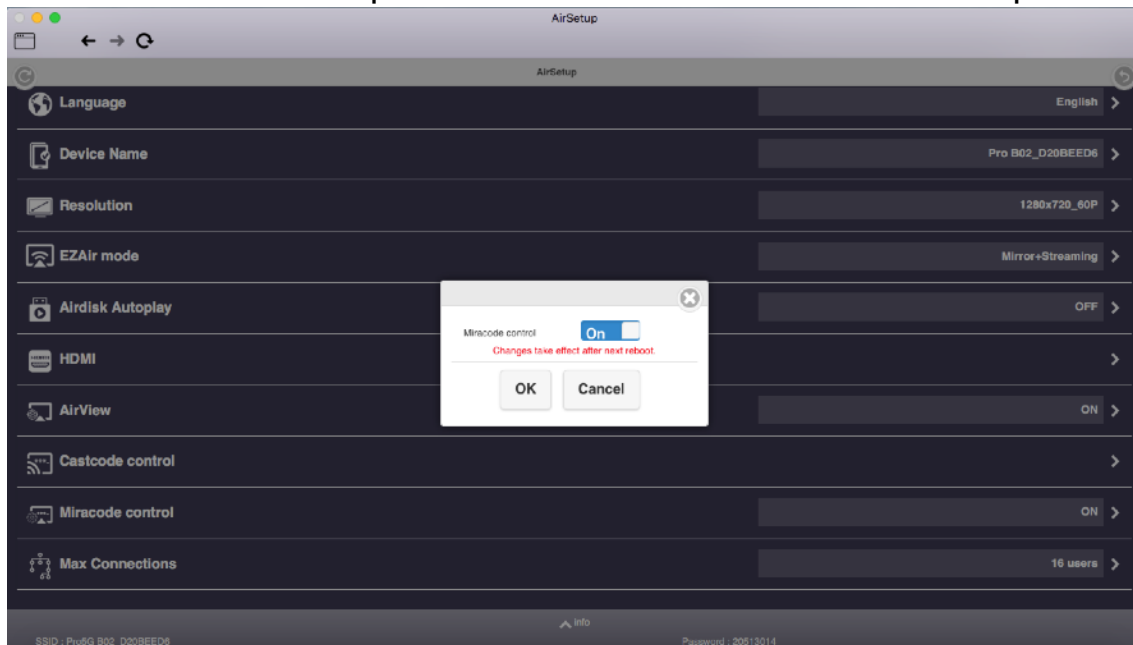 AirSetup
AirSetup
Language English
Device Name Pro B02_D20BEED6
Resolution 1280x720_60P
EZAir mode Mirror+Streaming
Airdisk Autoplay OFF
Miracode control On
Changes take effect after next reboot.
HDMI
OK Cancel
AirView ON
Castcode control
Miracode control ON
Max Connections 16 users
info
SSID : Pro5G B02_D20BEED6 Password : 20513014